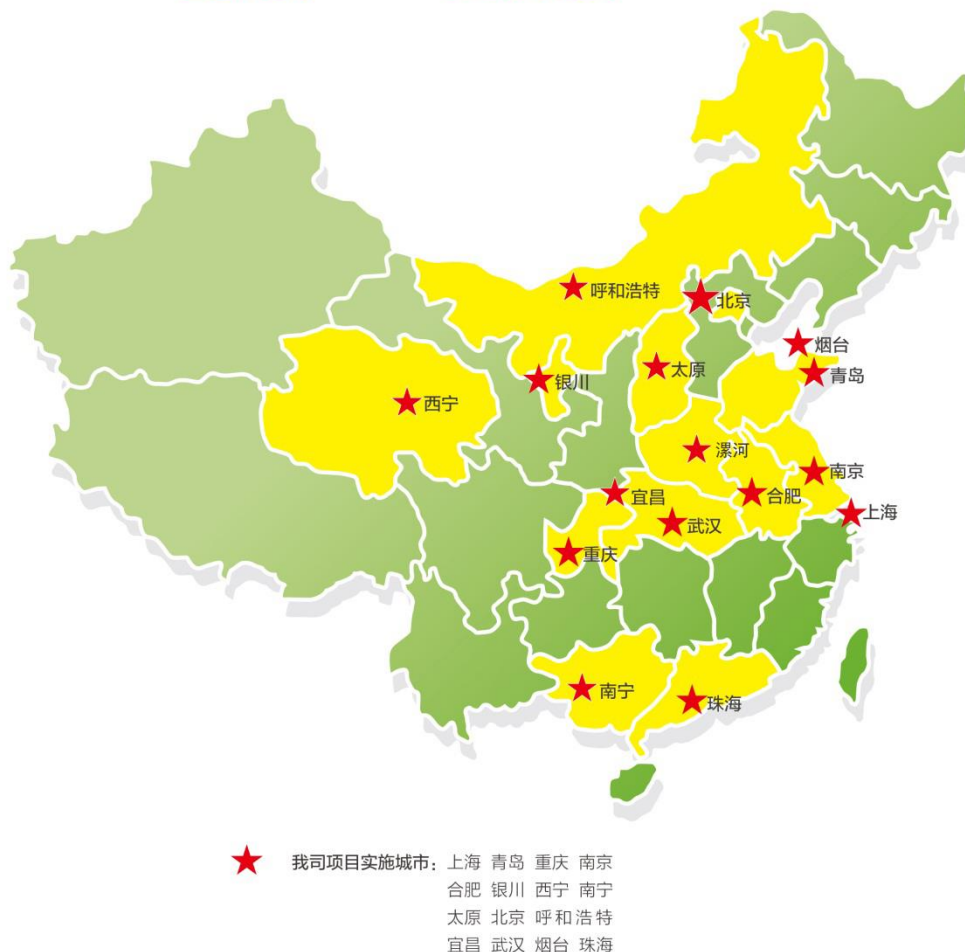 呼和浩特
北京
烟台
太原
青岛
银川
西宁
漯河
南京
宜昌
合肥
上海
武汉
重庆
南宁
珠海
我司项目实施城市：上海 青岛 重庆 南京
合肥 银川 西宁 南宁
太原 北京 呼和浩特
宜昌 武汉 烟台 珠海